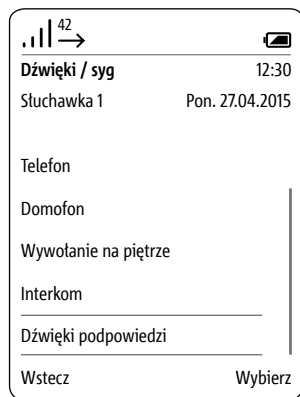 42
Dźwięki / syg 12:30
Słuchawka 1 Pon. 27.04.2015
Telefon
Domofon
Wywołanie na piętrze
Interkom
Dźwięki podpowiedzi
Wstecz Wybierz